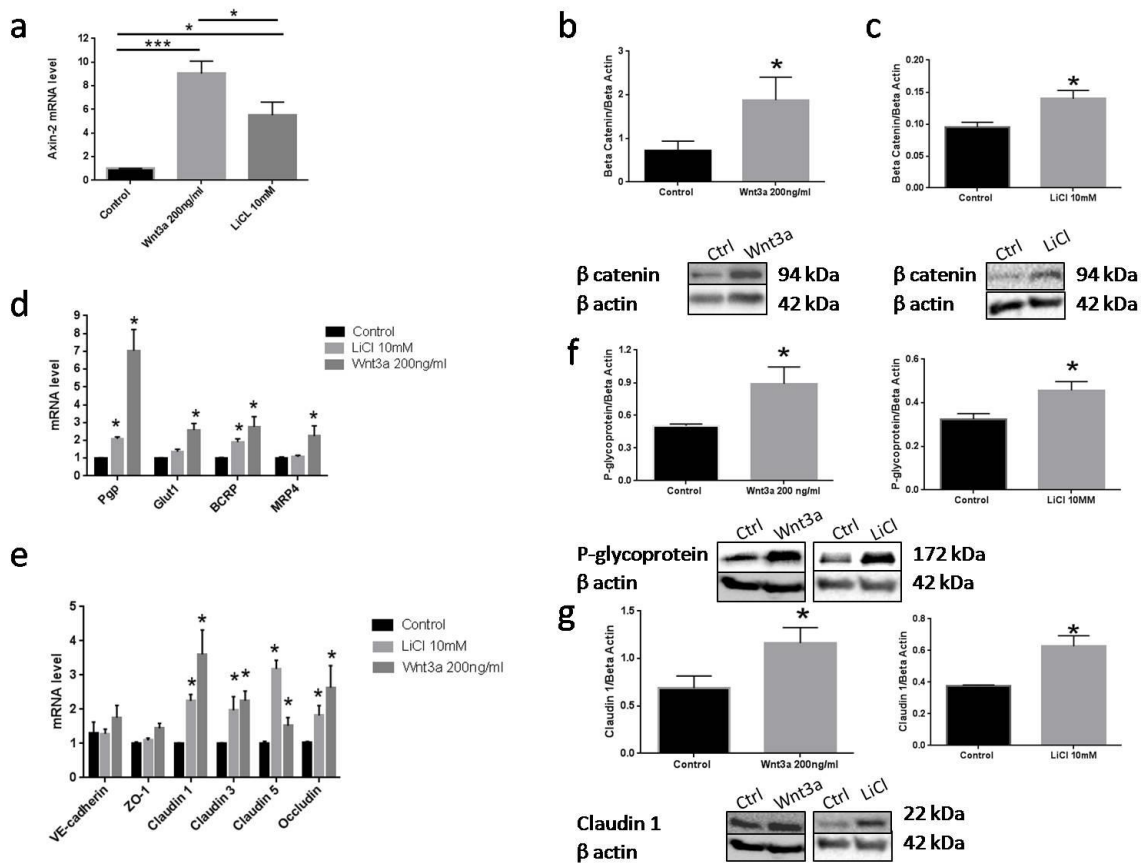 a
*
*
***
Axin-2 mRNA level
12
10
8
6
4
2
0
Control
Wnt3a 200ng/ml
LiCL 10mM
b
Beta Catenin/Beta Actin
3
2
1
0
*
Control
Wnt3a 200ng/ml
Ctrl Wnt3a
β catenin 94 kDa
β actin 42 kDa
c
Beta Catenin/Beta Actin
0.20
0.15
0.10
0.05
0.00
*
Control
LiCl 10mM
Ctrl LiCl
β catenin 94 kDa
β actin 42 kDa
d
mRNA level
9
8
7
6
5
4
3
2
1
0
*
*
*
*
*
*
Control
LiCl 10mM
Wnt3a 200ng/ml
Pgp
Glut1
BCRP
MRP4
e
mRNA level
5
4
3
2
1
0
*
*
*
*
*
*
*
*
Control
LiCl 10mM
Wnt3a 200ng/ml
VE-cadherin
ZO-1
Claudin 1
Claudin 3
Claudin 5
Occludin
f
P-glycoprotein/Beta Actin
1.2
0.9
0.6
0.3
0.0
*
Control
Wnt3a 200 ng/ml
P-glycoprotein/Beta Actin
0.6
0.4
0.2
0.0
*
Control
LiCl 10MM
Ctrl Wnt3a Ctrl LiCl
P-glycoprotein 172 kDa
β actin 42 kDa
g
Claudin 1/Beta Actin
1.5
1.0
0.5
0.0
*
Control
Wnt3a 200ng/ml
Claudin 1/Beta Actin
1.0
0.8
0.6
0.4
0.2
0.0
*
Control
LiCl 10mM
Ctrl Wnt3a Ctrl LiCl
Claudin 1 22 kDa
β actin 42 kDa